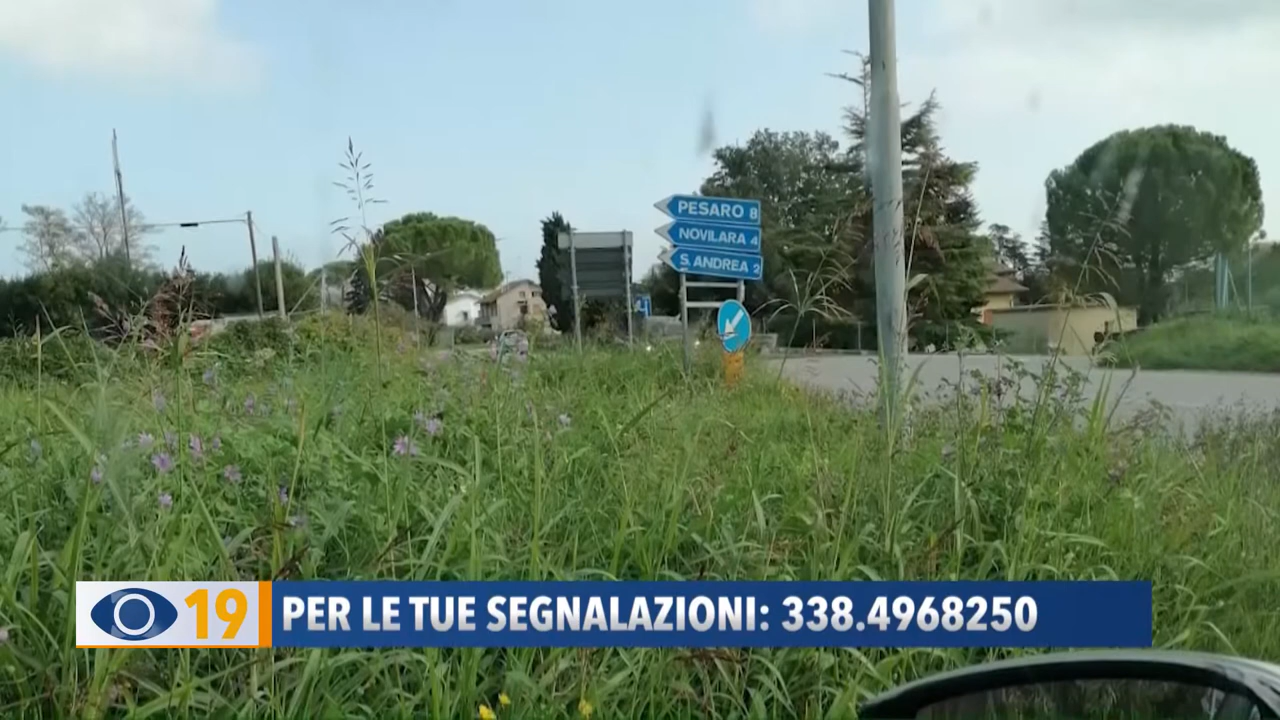 PESARO 8
NOVILARA 4
S. ANDREA 2
19 PER LE TUE SEGNALAZIONI: 338.4968250